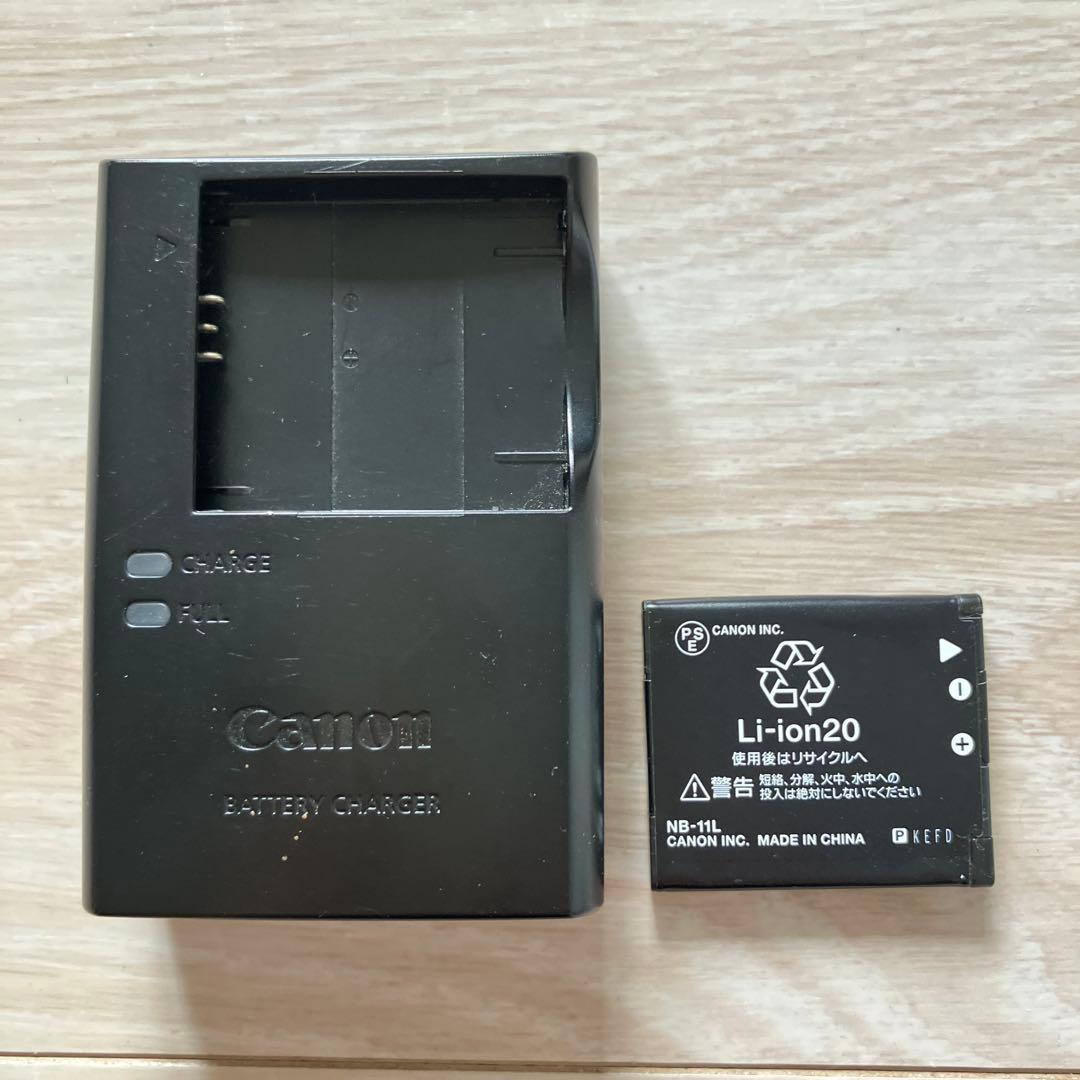 CHARGE
FULL
Canon
BATTERY CHARGER
PSE CANON INC.
Li-ion20
使用後はリサイクルへ
警告 短絡、分解、火中、水中への
投入は絶対にしないでください
NB-11L
CANON INC. MADE IN CHINA
P KEFD